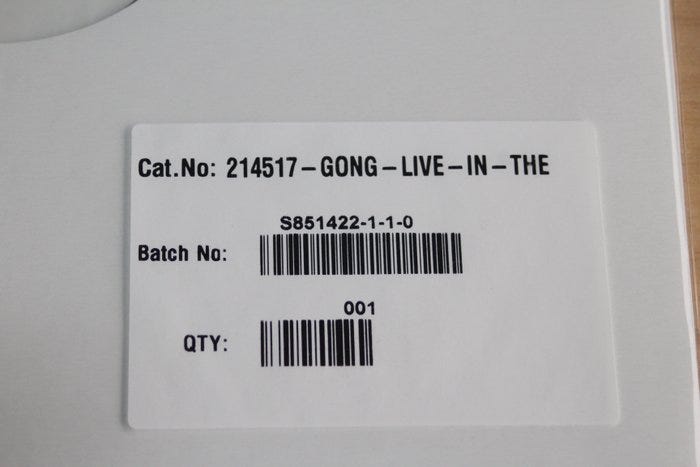 Cat.No: 214517-GONG-LIVE-IN-THE
S851422-1-1-0
Batch No:
001
QTY: